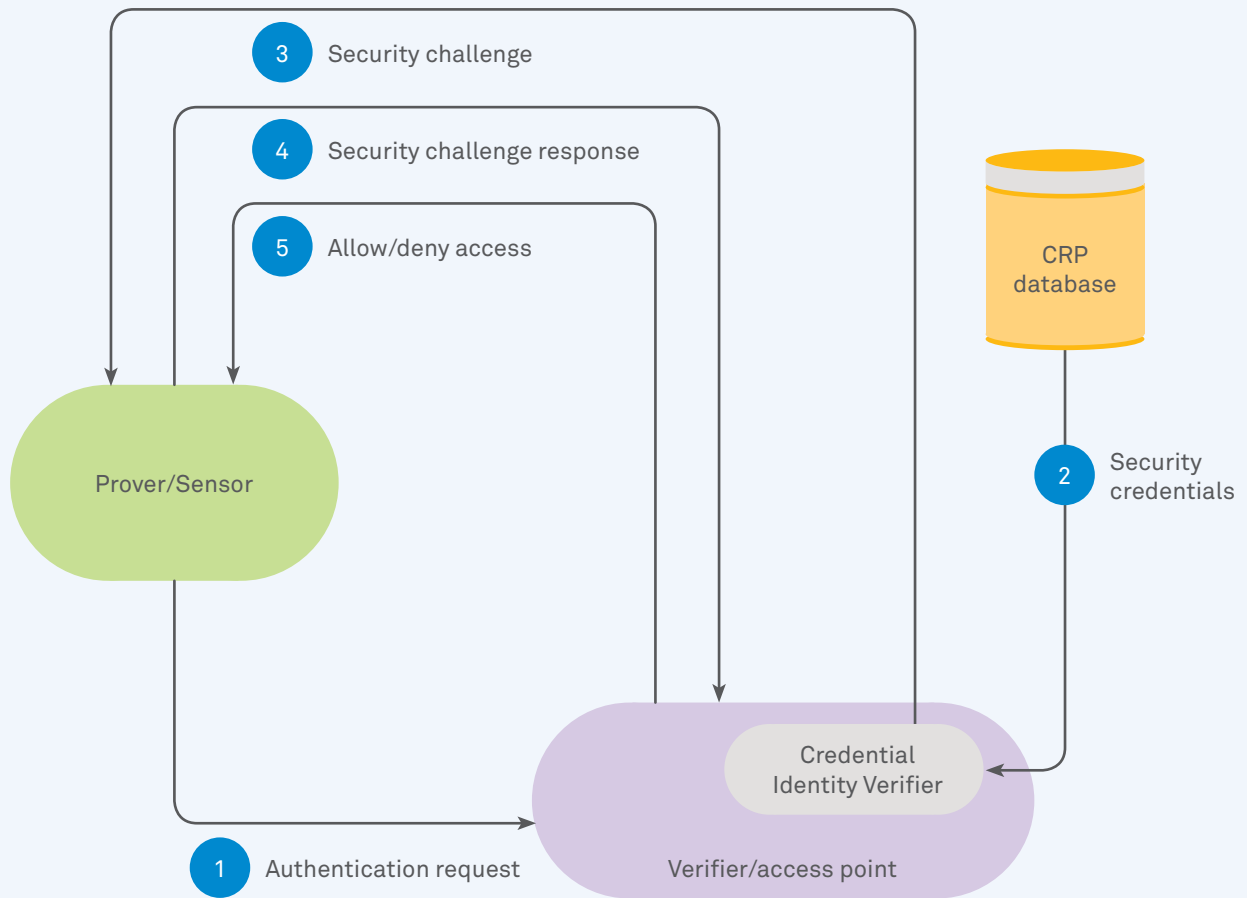 3 Security challenge
4 Security challenge response
5 Allow/deny access
CRP
database
Prover/Sensor
2 Security
credentials
Credential
Identity Verifier
1 Authentication request
Verifier/access point